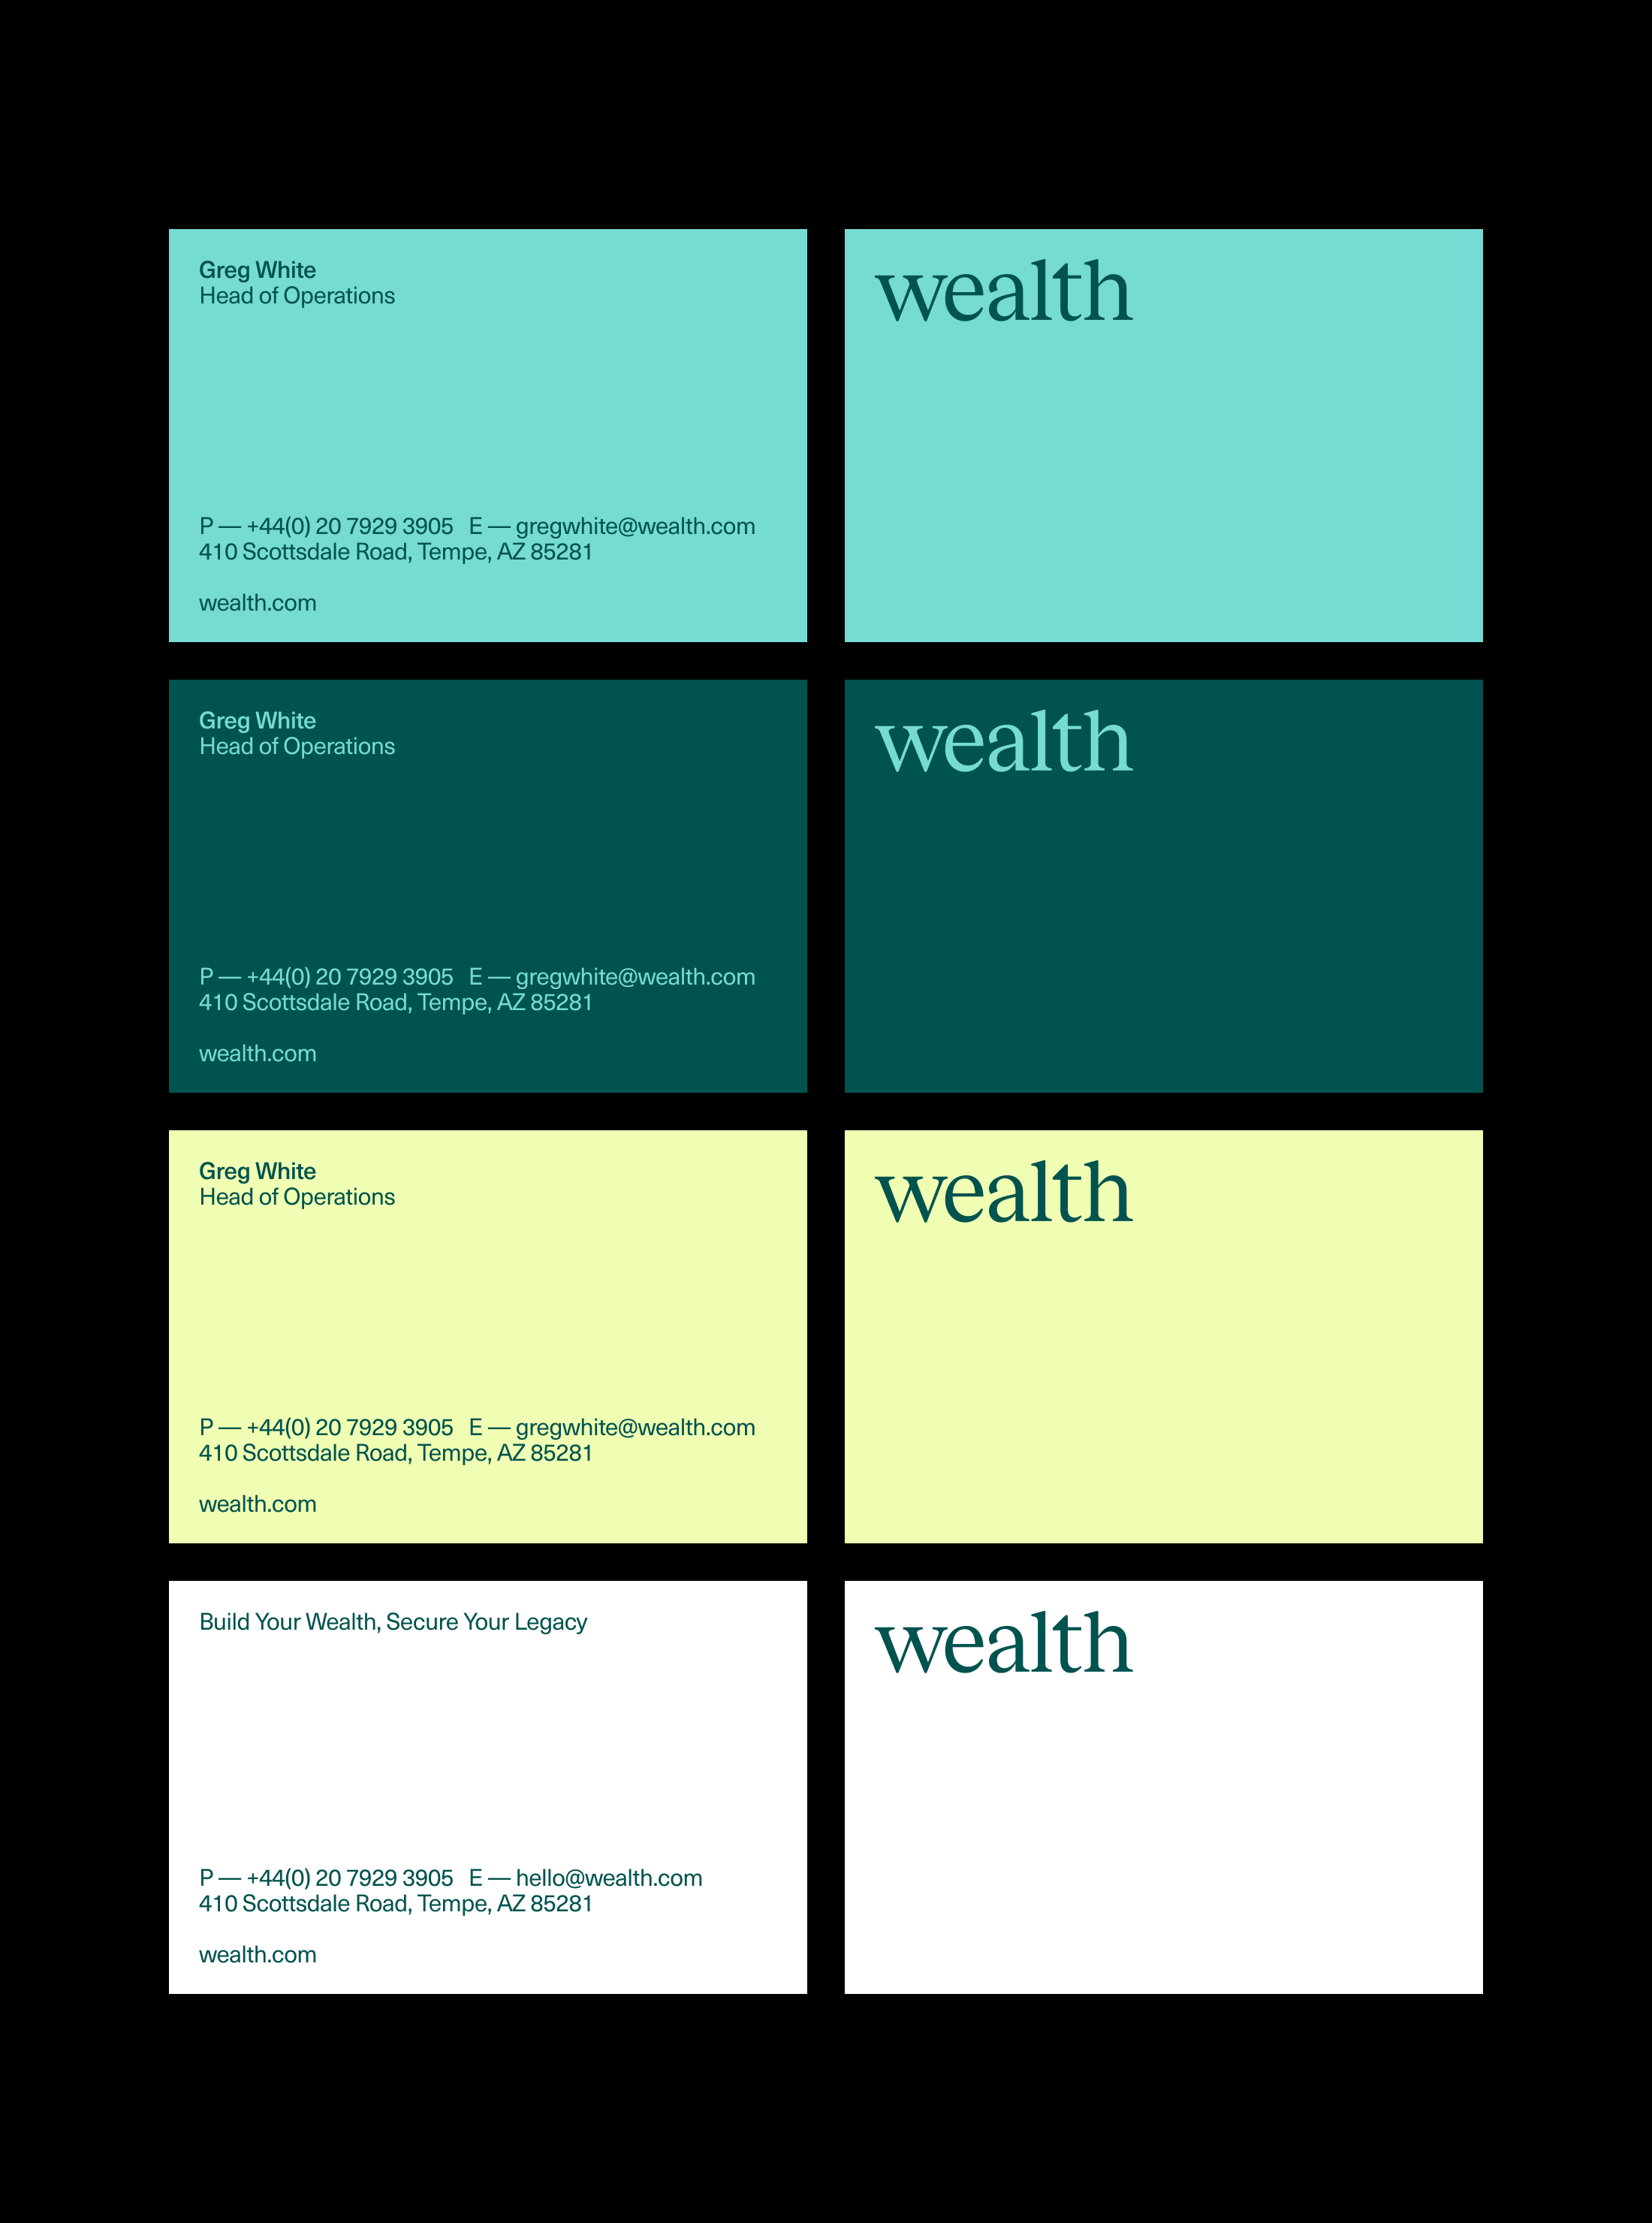 Greg White
Head of Operations
P — +44(0) 20 7929 3905   E — gregwhite@wealth.com
410 Scottsdale Road, Tempe, AZ 85281
wealth.com
wealth
Greg White
Head of Operations
P — +44(0) 20 7929 3905   E — gregwhite@wealth.com
410 Scottsdale Road, Tempe, AZ 85281
wealth.com
wealth
Greg White
Head of Operations
P — +44(0) 20 7929 3905   E — gregwhite@wealth.com
410 Scottsdale Road, Tempe, AZ 85281
wealth.com
wealth
Build Your Wealth, Secure Your Legacy
P — +44(0) 20 7929 3905   E — hello@wealth.com
410 Scottsdale Road, Tempe, AZ 85281
wealth.com
wealth